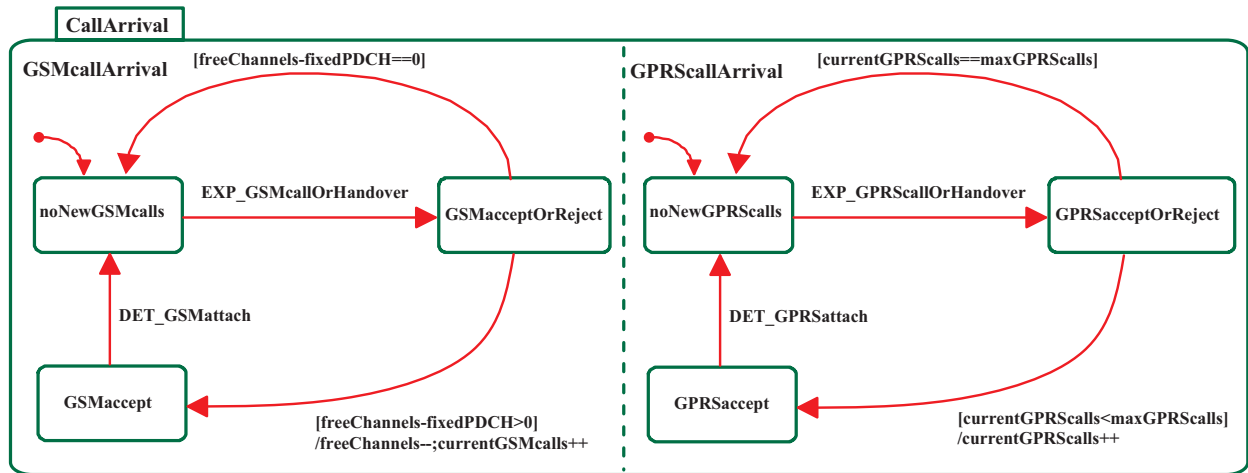 CallArrival
GSMcallArrival
[freeChannels-fixedPDCH==0]
noNewGSMcalls
EXP_GSMcallOrHandover
GSMacceptOrReject
DET_GSMattach
GSMaccept
[freeChannels-fixedPDCH>0]
/freeChannels--;currentGSMcalls++
GPRScallArrival
[currentGPRScalls==maxGPRScalls]
noNewGPRScalls
EXP_GPRScallOrHandover
GPRSacceptOrReject
DET_GPRSattach
GPRSaccept
[currentGPRScalls<maxGPRScalls]
/currentGPRScalls++